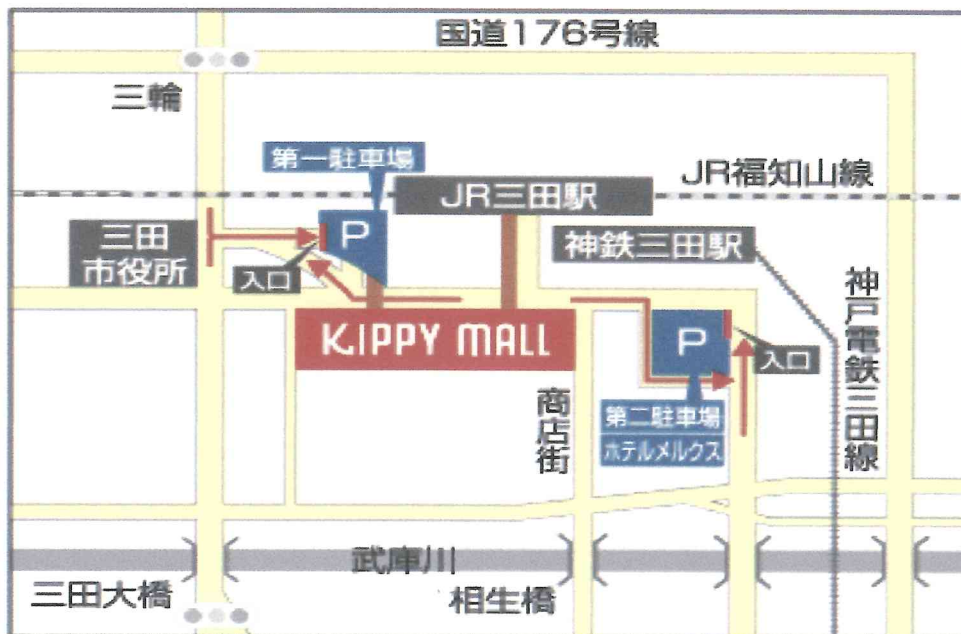 国道176号線
三輪
第一駐車場
JR福知山線
JR三田駅
三田
市役所
P
神鉄三田駅
入口
神戸電鉄三田線
KIPPY MALL
P
入口
商店街
第二駐車場
ホテルメルクス
武庫川
三田大橋
相生橋